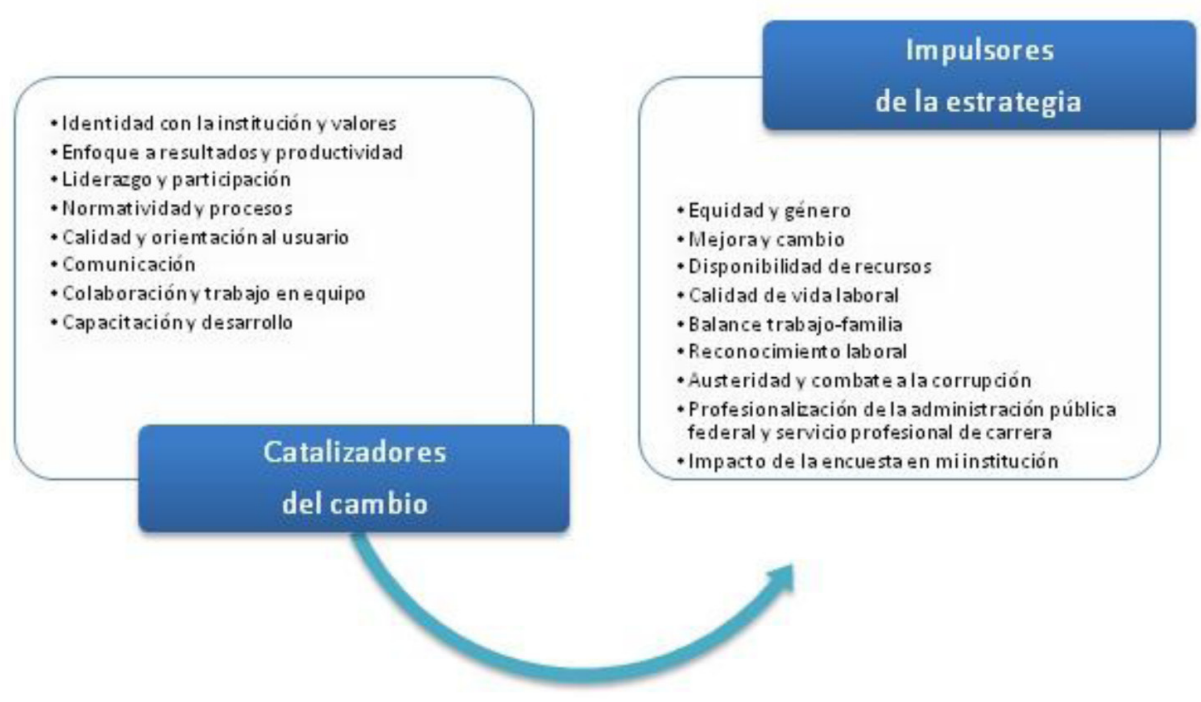 • Identidad con la institución y valores
• Enfoque a resultados y productividad
• Liderazgo y participación
• Normatividad y procesos
• Calidad y orientación al usuario
• Comunicación
• Colaboración y trabajo en equipo
• Capacitación y desarrollo
Catalizadores
del cambio
Impulsores
de la estrategia
• Equidad y género
• Mejora y cambio
• Disponibilidad de recursos
• Calidad de vida laboral
• Balance trabajo-familia
• Reconocimiento laboral
• Austeridad y combate a la corrupción
• Profesionalización de la administración pública
federal y servicio profesional de carrera
• Impacto de la encuesta en mi institución